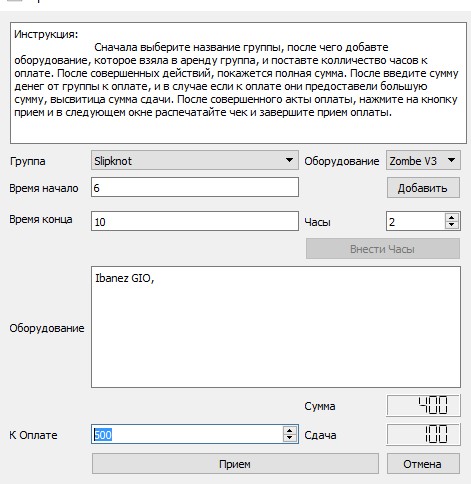 Инструкция:
Сначала выберите название группы, после чего добавте
оборудование, которое взяла в аренду группа, и поставте колличество часов к
оплате. После совершенных действий, покажется полная сумма. После введите сумму
денег от группы к оплате, и в случае если к оплате они предоставели большую
сумму, высвитица сумма сдачи. После совершенного акты оплаты, нажмите на кнопку
прием и в следующем окне распечатайте чек и завершите прием оплаты.
Группа Slipknot Оборудование Zombe V3
Время начало 6 Добавить
Время конца 10 Часы 2
Внести Часы
Оборудование Ibanez GIO,
Сумма 400
К Оплате 500 Сдача 100
Прием Отмена